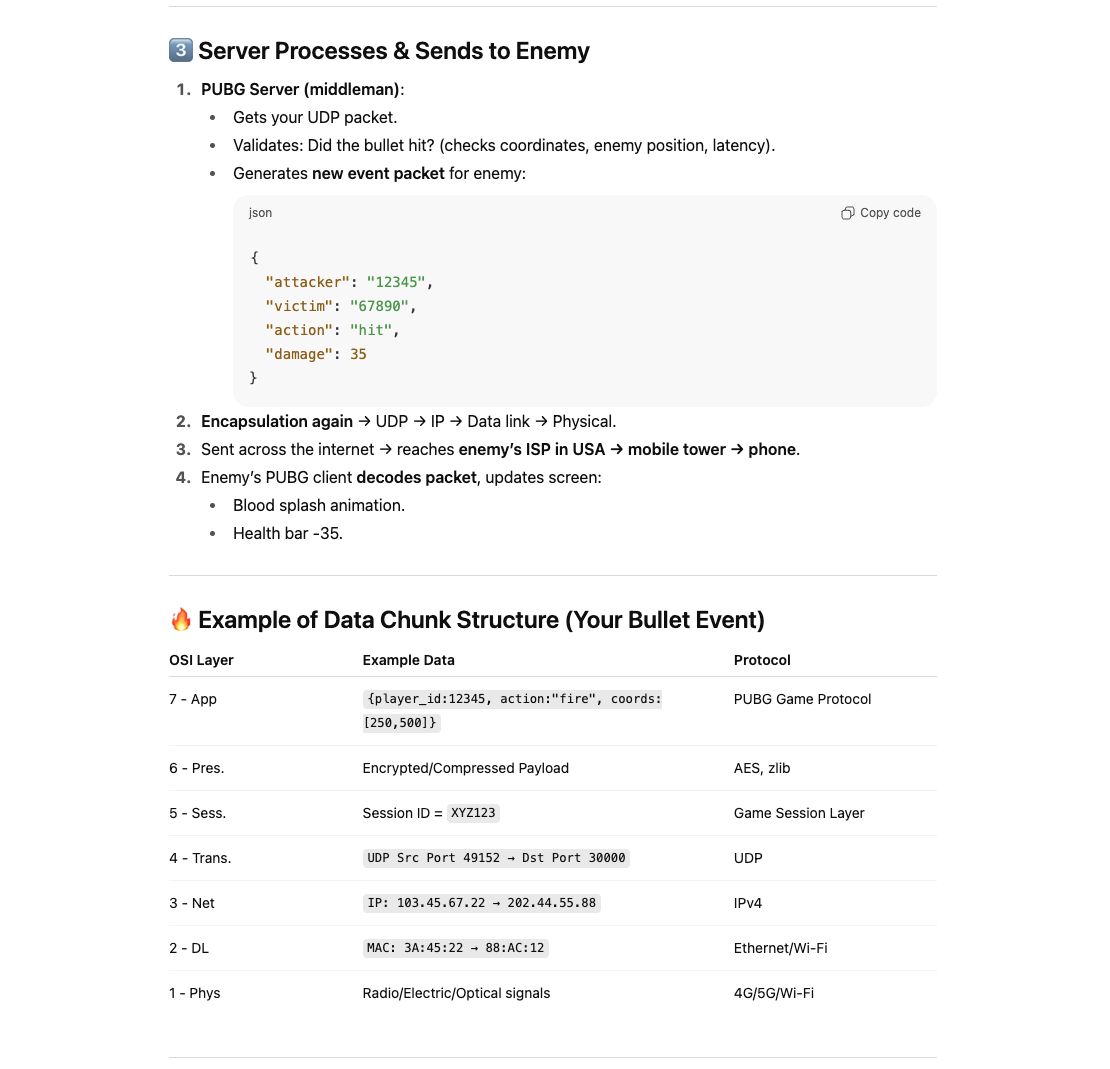 3️⃣ Server Processes & Sends to Enemy
1. PUBG Server (middleman):
• Gets your UDP packet.
• Validates: Did the bullet hit? (checks coordinates, enemy position, latency).
• Generates new event packet for enemy:
json Copy code
{
"attacker": "12345",
"victim": "67890",
"action": "hit",
"damage": 35
}
2. Encapsulation again → UDP → IP → Data link → Physical.
3. Sent across the internet → reaches enemy’s ISP in USA → mobile tower → phone.
4. Enemy’s PUBG client decodes packet, updates screen:
• Blood splash animation.
• Health bar -35.
🔥 Example of Data Chunk Structure (Your Bullet Event)
OSI Layer Example Data Protocol
7 - App {player_id:12345, action:"fire", coords: PUBG Game Protocol
[250,500]}
6 - Pres. Encrypted/Compressed Payload AES, zlib
5 - Sess. Session ID = XYZ123 Game Session Layer
4 - Trans. UDP Src Port 49152 → Dst Port 30000 UDP
3 - Net IP: 103.45.67.22 → 202.44.55.88 IPv4
2 - DL MAC: 3A:45:22 → 88:AC:12 Ethernet/Wi-Fi
1 - Phys Radio/Electric/Optical signals 4G/5G/Wi-Fi